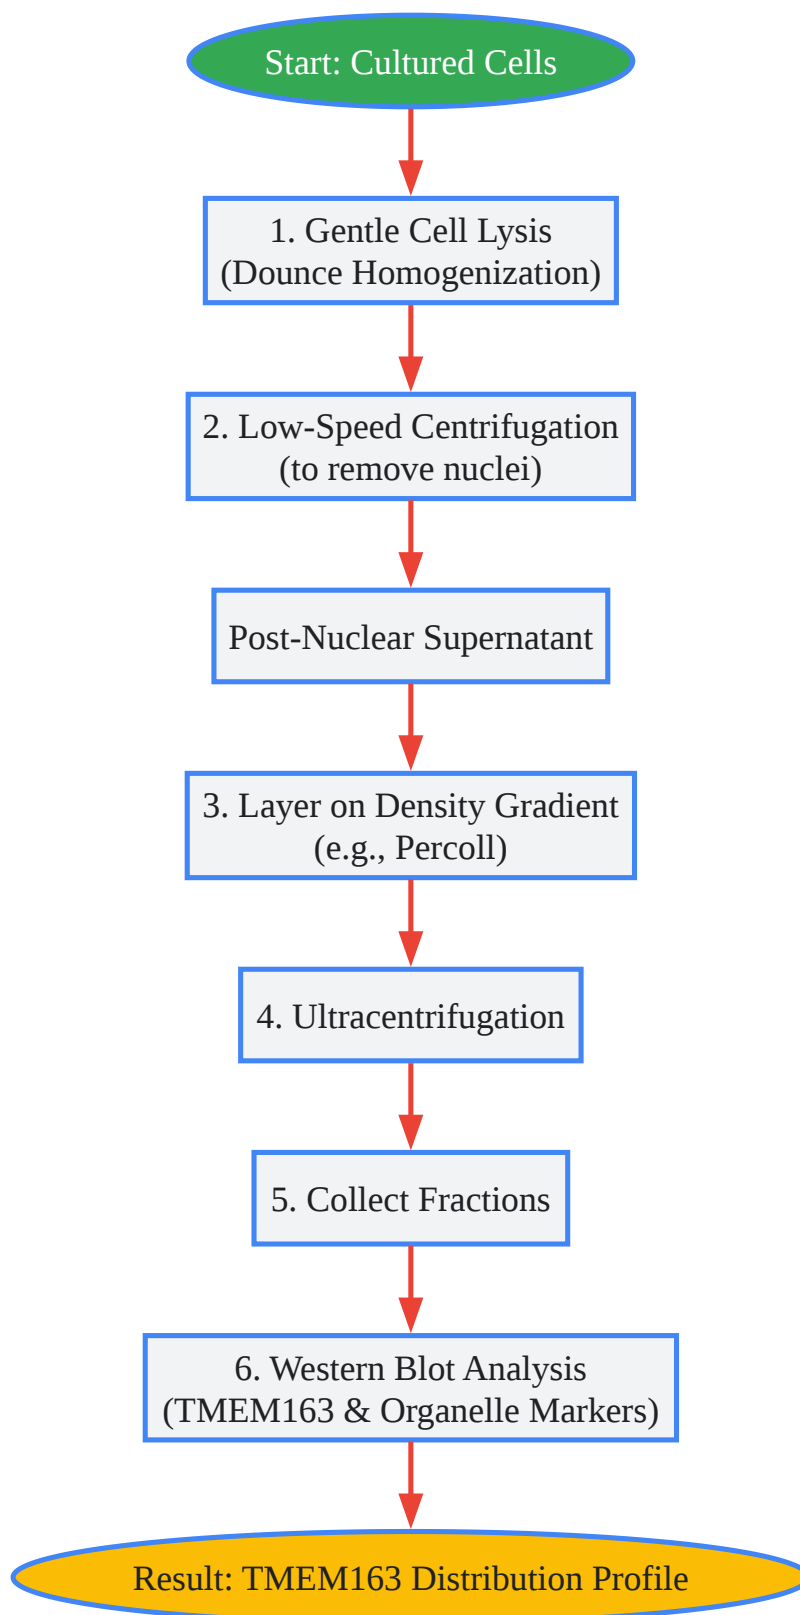 Start: Cultured Cells
1. Gentle Cell Lysis
(Dounce Homogenization)
2. Low-Speed Centrifugation
(to remove nuclei)
Post-Nuclear Supernatant
3. Layer on Density Gradient
(e.g., Percoll)
4. Ultracentrifugation
5. Collect Fractions
6. Western Blot Analysis
(TMEM163 & Organelle Markers)
Result: TMEM163 Distribution Profile